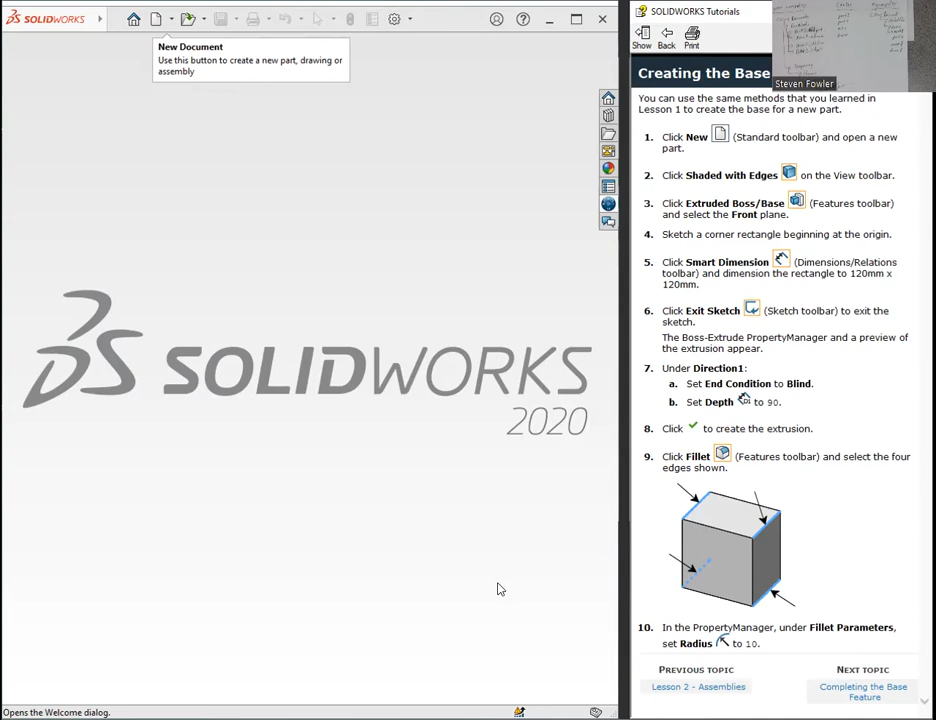 SOLIDWORKS
New Document
Use this button to create a new part, drawing or
assembly
SOLIDWORKS
2020
Opens the Welcome dialog.
SOLIDWORKS Tutorials
Show
Back
Print
Steven Fowler
Creating the Base
You can use the same methods that you learned in
Lesson 1 to create the base for a new part.
1. Click New (Standard toolbar) and open a new
part.
2. Click Shaded with Edges on the View toolbar.
3. Click Extruded Boss/Base (Features toolbar)
and select the Front plane.
4. Sketch a corner rectangle beginning at the origin.
5. Click Smart Dimension (Dimensions/Relations
toolbar) and dimension the rectangle to 120mm x
120mm.
6. Click Exit Sketch (Sketch toolbar) to exit the
sketch.
The Boss-Extrude PropertyManager and a preview of
the extrusion appear.
7. Under Direction1:
a. Set End Condition to Blind.
b. Set Depth to 90.
8. Click to create the extrusion.
9. Click Fillet (Features toolbar) and select the four
edges shown.
10. In the PropertyManager, under Fillet Parameters,
set Radius to 10.
PREVIOUS TOPIC
Lesson 2 - Assemblies
NEXT TOPIC
Completing the Base
Feature